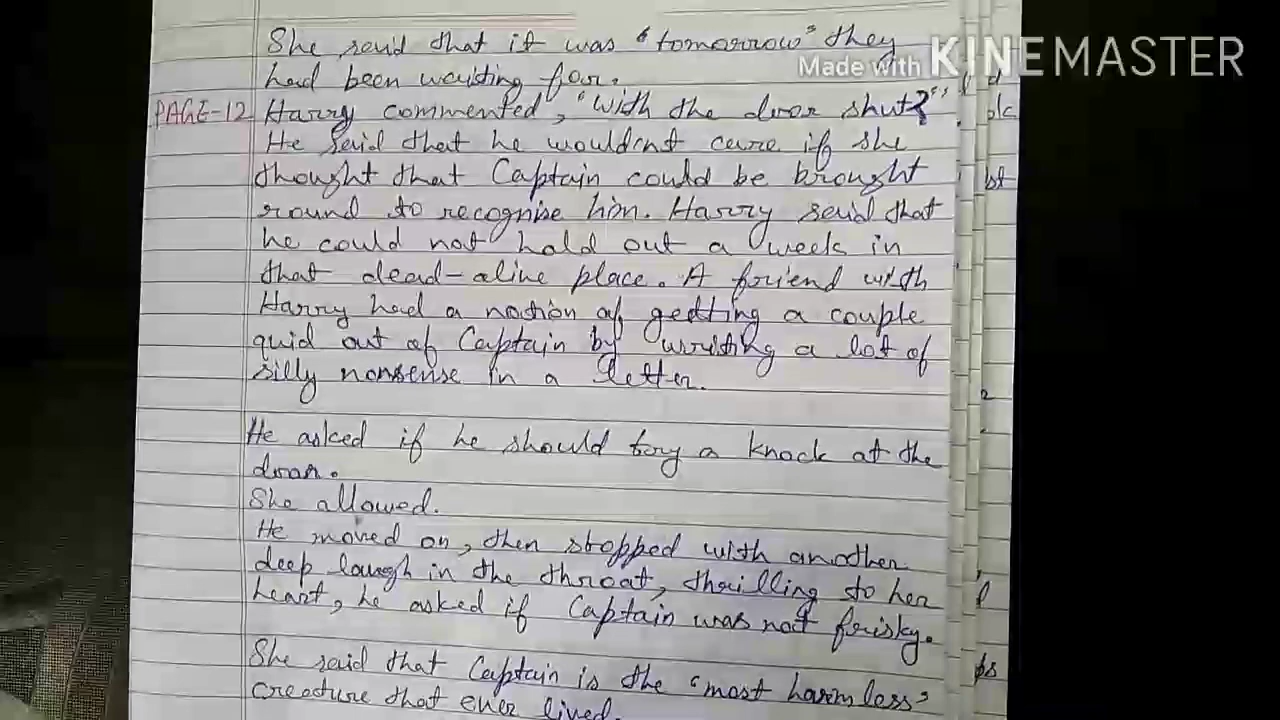 She said that it was "tomorrow" they
had been waisting for.
Made with KINEMASTER
PAGE-12 Harry commented, "with the door shut?"
He said that he wouldnt care if she
thought that Captain could be brought
round to recognise him. Harry said that
he could not hold out a week in
that dead-alive place. A friend with
Harry had a notion of getting a couple
quid out of Captain by writing a lot of
silly nonsense in a letter.
He asked if he should try a knock at the
door.
She allowed.
He moved on, then stopped with another
deep laugh in the throat, thrilling to her
heart, he asked if Captain was not frisky.
She said that Captain is the "most harmless"
creature that ever lived.